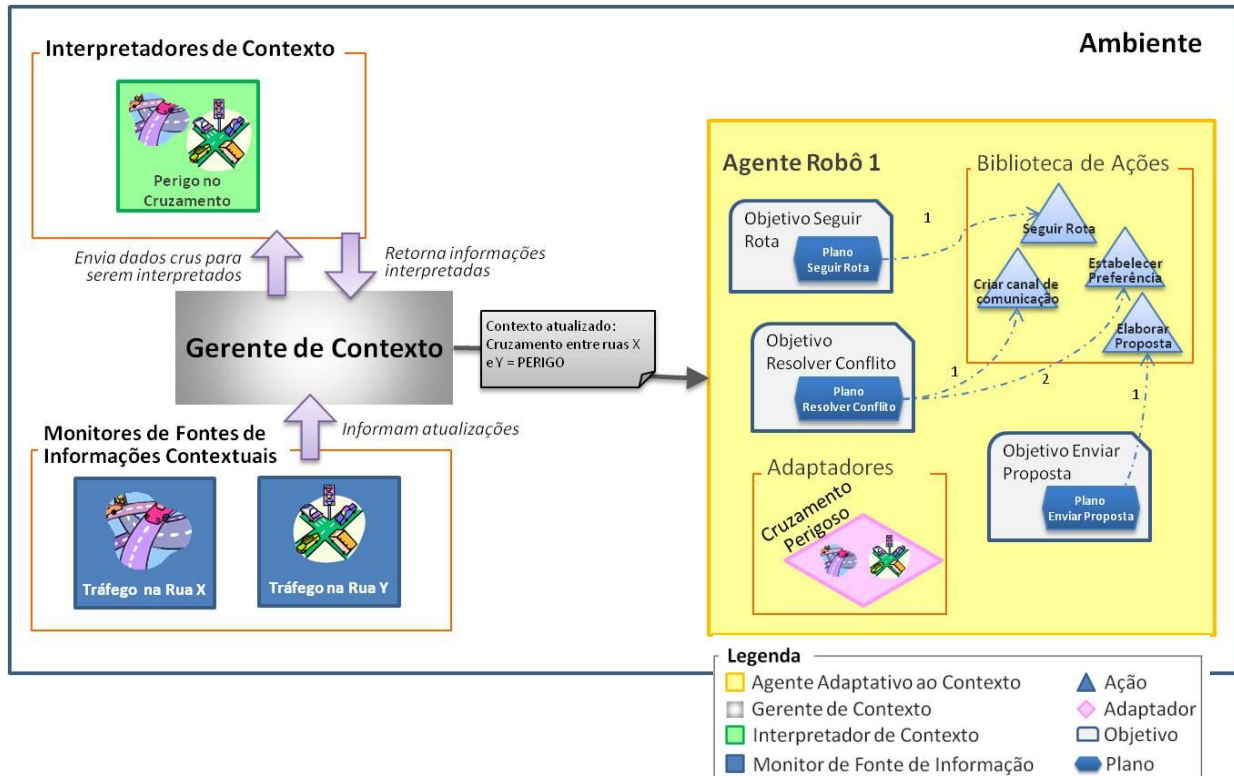 Ambiente
Interpretadores de Contexto
Perigo no
Cruzamento
Envia dados crus para
serem interpretados
Retorna informações
interpretadas
Gerente de Contexto
Contexto atualizado:
Cruzamento entre ruas X
e Y = PERIGO
Informam atualizações
Monitores de Fontes de
Informações Contextuais
Tráfego na Rua X
Tráfego na Rua Y
Agente Robô 1
Biblioteca de Ações
Objetivo Seguir
Rota
Plano
Seguir Rota
1
Seguir Rota
Criar canal de
comunicação
Estabelecer
Preferência
Elaborar
Proposta
Objetivo
Resolver Conflito
Plano
Resolver Conflito
1
2
1
Objetivo Enviar
Proposta
Plano
Enviar Proposta
Adaptadores
Cruzamento
Perigoso
Legenda
Agente Adaptativo ao Contexto
Gerente de Contexto
Interpretador de Contexto
Monitor de Fonte de Informação
Ação
Adaptador
Objetivo
Plano